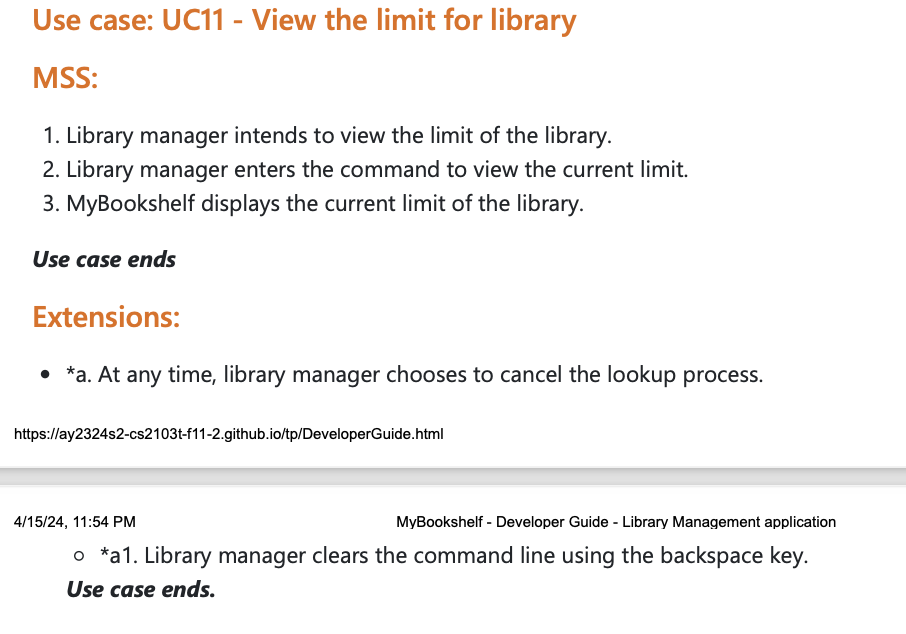 Use case: UC11 - View the limit for library
MSS:
1. Library manager intends to view the limit of the library.
2. Library manager enters the command to view the current limit.
3. MyBookshelf displays the current limit of the library.
Use case ends
Extensions:
• *a. At any time, library manager chooses to cancel the lookup process.
https://ay2324s2-cs2103t-f11-2.github.io/tp/DeveloperGuide.html
4/15/24, 11:54 PM MyBookshelf - Developer Guide - Library Management application
○ *a1. Library manager clears the command line using the backspace key.
Use case ends.